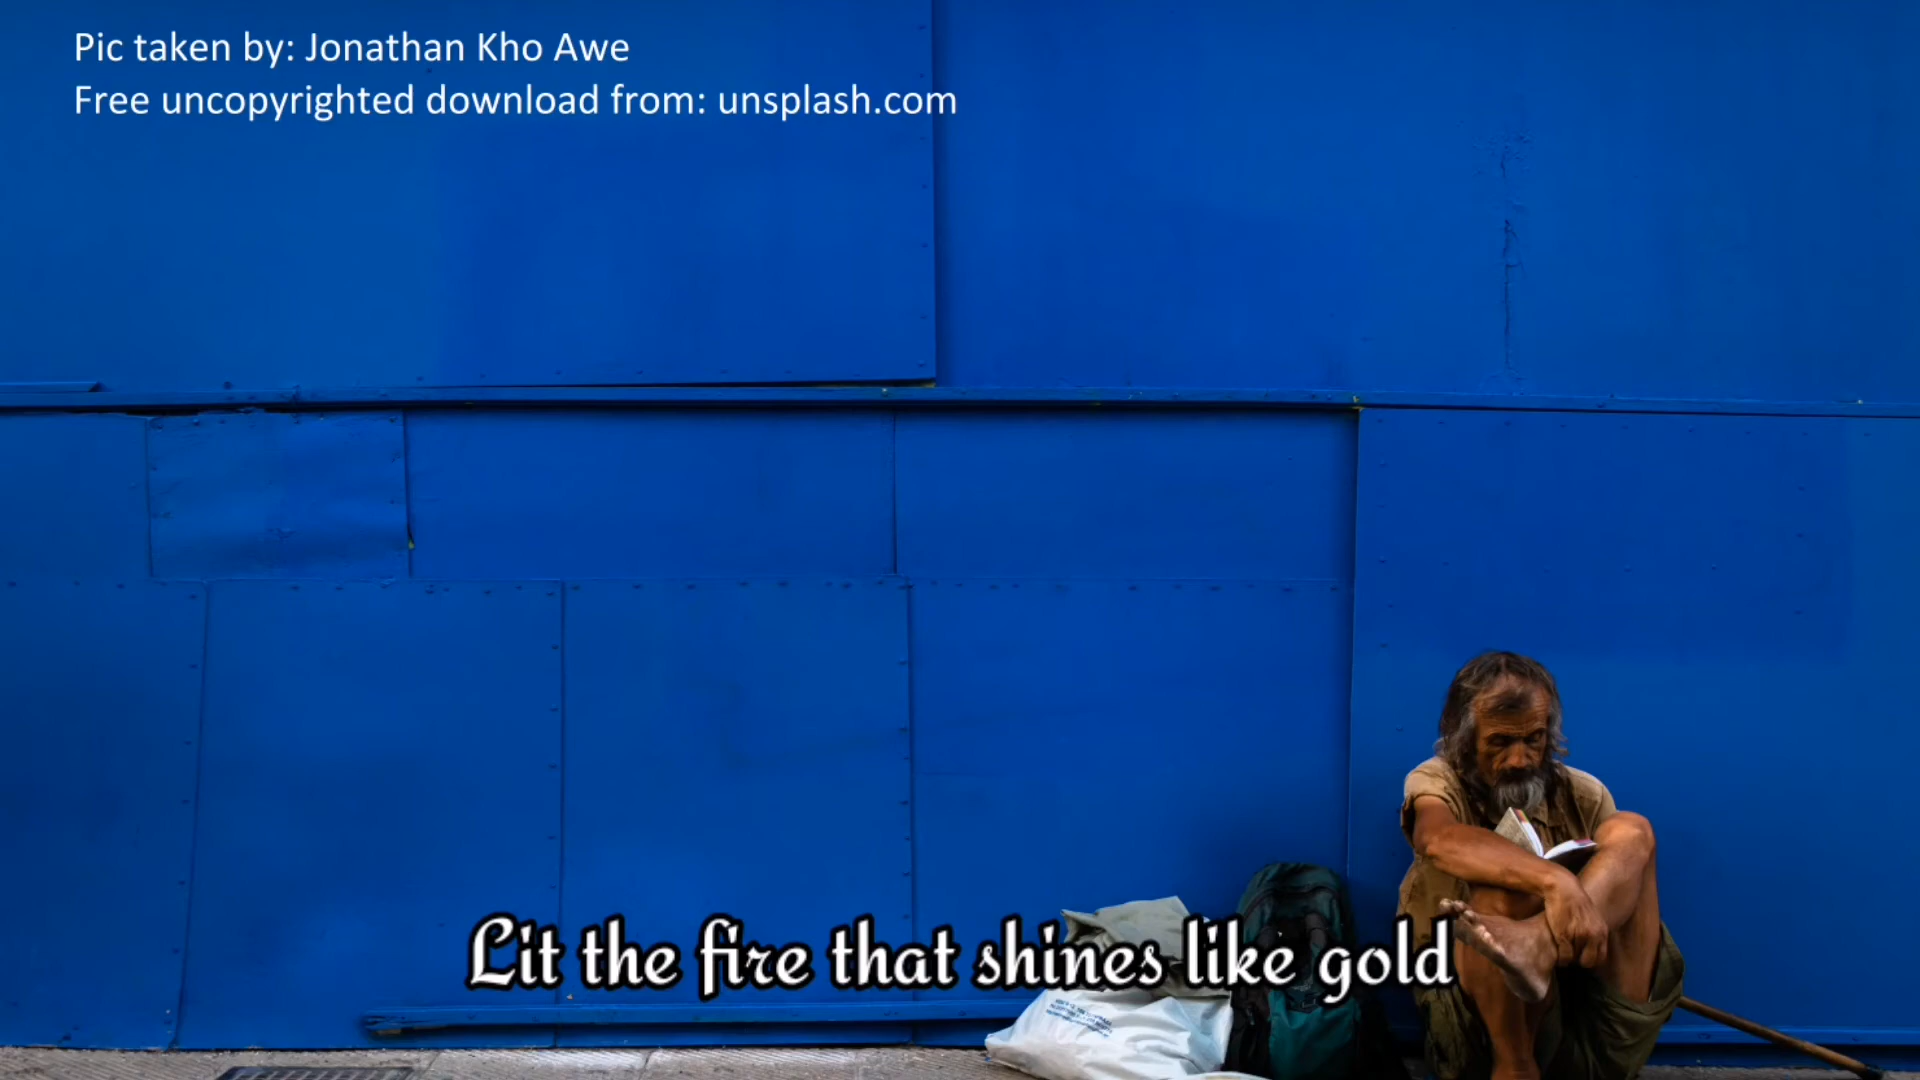 Pic taken by: Jonathan Kho Awe
Free uncopyrighted download from: unsplash.com
Lit the fire that shines like gold